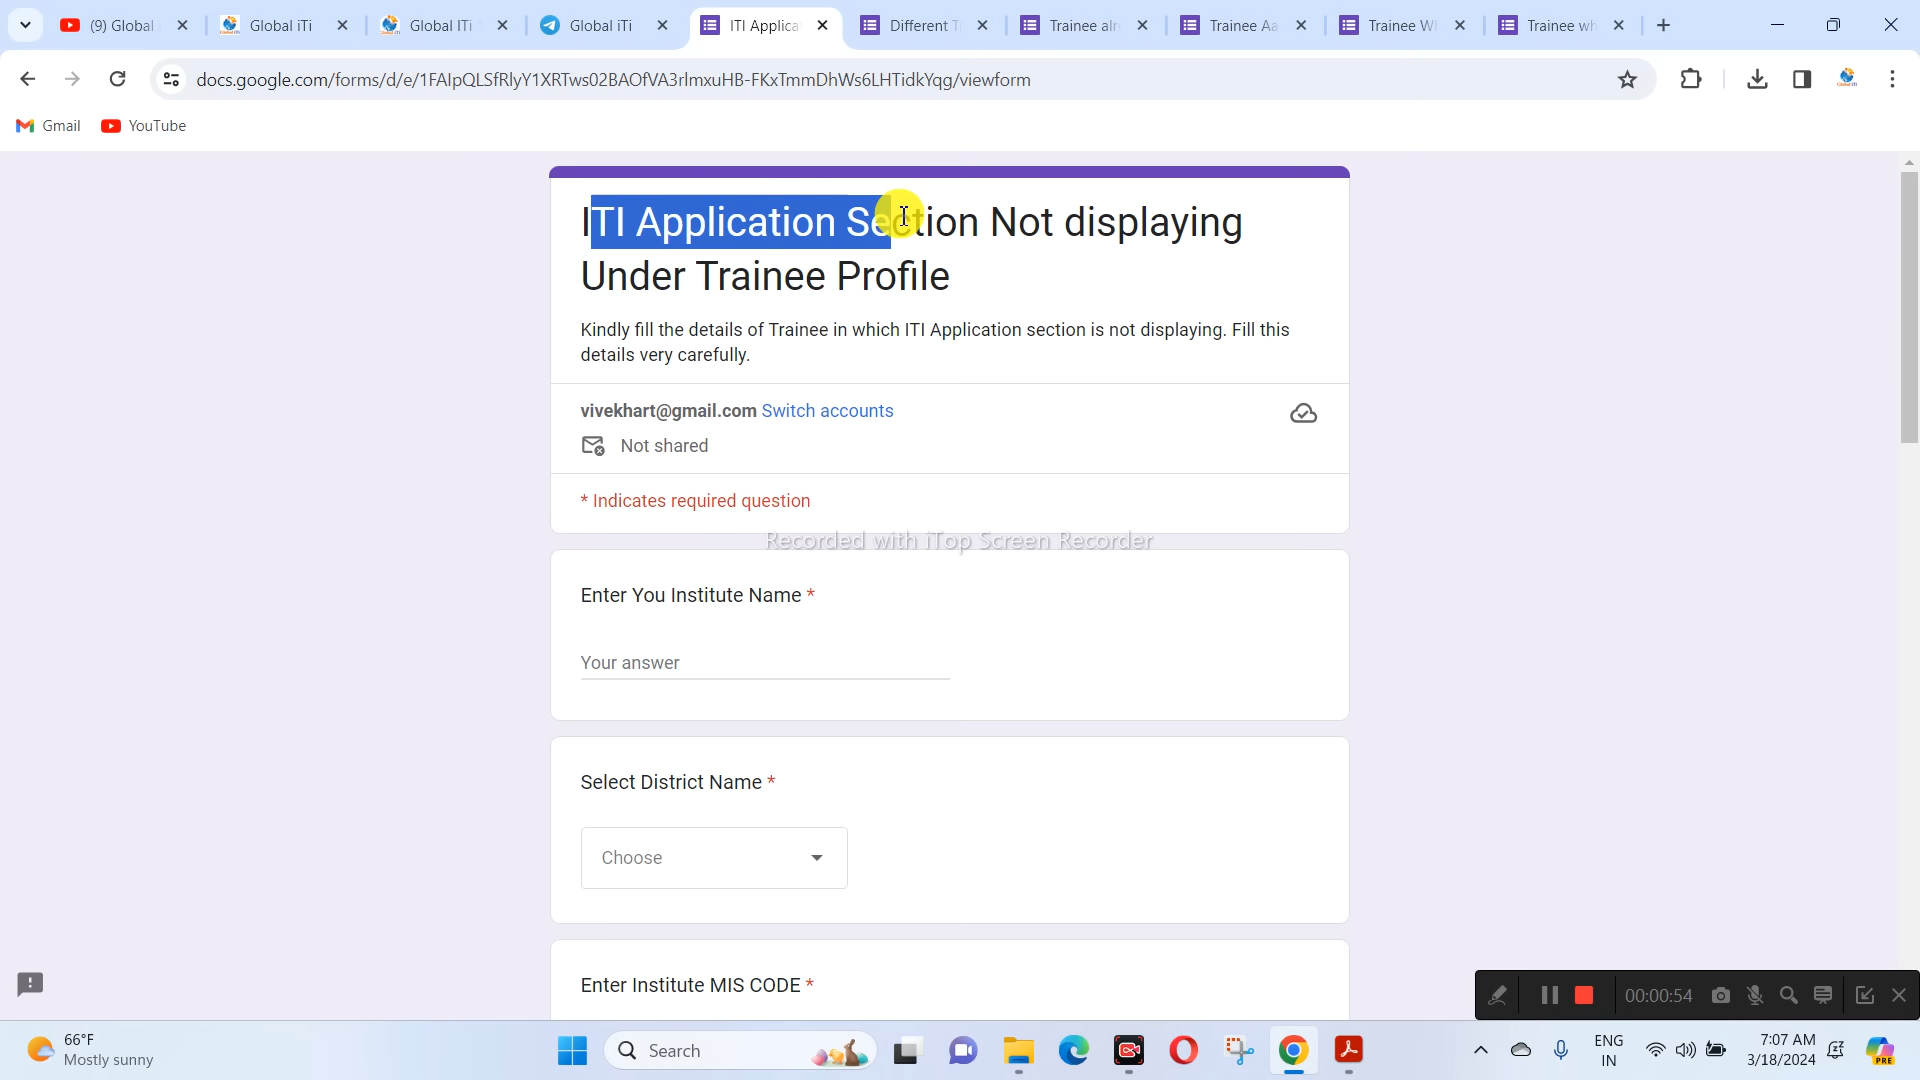 (9) Global
Global iTi
Global ITi
Global iTi
ITI Applica
Different T
Trainee alr
Trainee Aa
Trainee W
Trainee wh
docs.google.com/forms/d/e/1FAIpQLSfRlyY1XRTws02BAOfVA3rlmxuHB-FKxTmmDhWs6LHTidkYqg/viewform
Gmail
YouTube
ITI Application Section Not displaying
Under Trainee Profile
Kindly fill the details of Trainee in which ITI Application section is not displaying. Fill this
details very carefully.
vivekhart@gmail.com Switch accounts
Not shared
* Indicates required question
Recorded with iTop Screen Recorder
Enter You Institute Name *
Your answer
Select District Name *
Choose
Enter Institute MIS CODE *
00:00:54
66°F
Mostly sunny
Search
ENG
IN
7:07 AM
3/18/2024
PRE